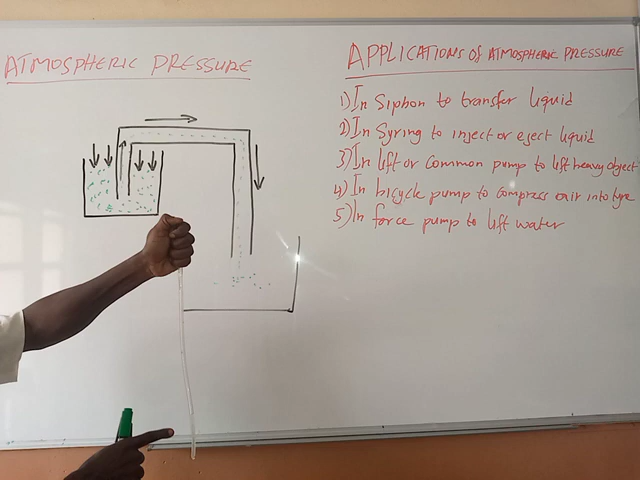 ATMOSPHERIC PRESSURE
APPLICATIONS OF ATMOSPHERIC PRESSURE
1) In Siphon to transfer liquid
2) In Syring to inject or eject liquid
3) In lift or common pump to lift heavy object
4) In bicycle pump to compress air into tyre
5) In force pump to lift water